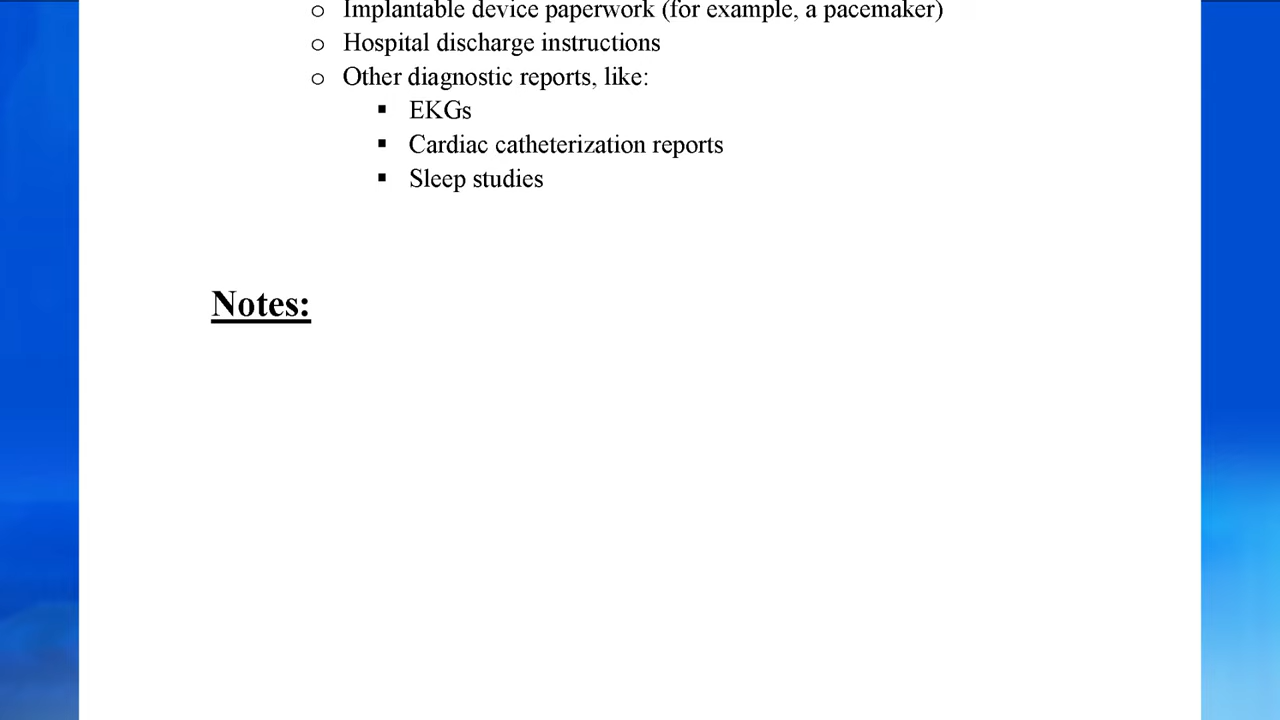 o Implantable device paperwork (for example, a pacemaker)
o Hospital discharge instructions
o Other diagnostic reports, like:
▪ EKGs
▪ Cardiac catheterization reports
▪ Sleep studies
Notes: